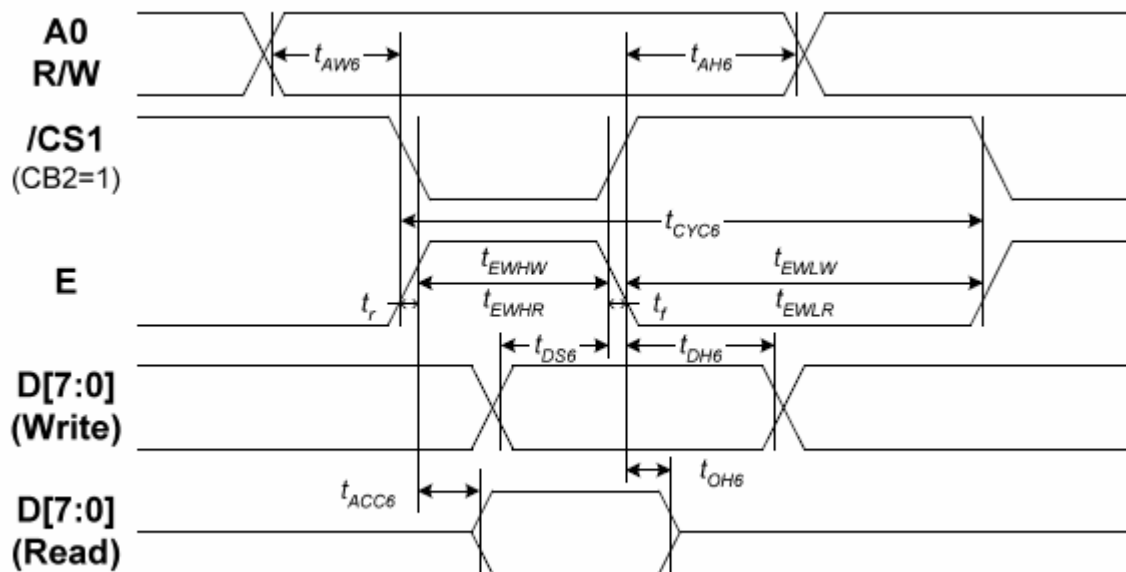 A0
R/W
tAW6
tAH6
/CS1
(CB2=1)
tCYC6
E
tEWHW
tEWLW
tr
tEWHR
tf
tEWLR
tDS6
tDH6
D[7:0]
(Write)
tACC6
tOH6
D[7:0]
(Read)